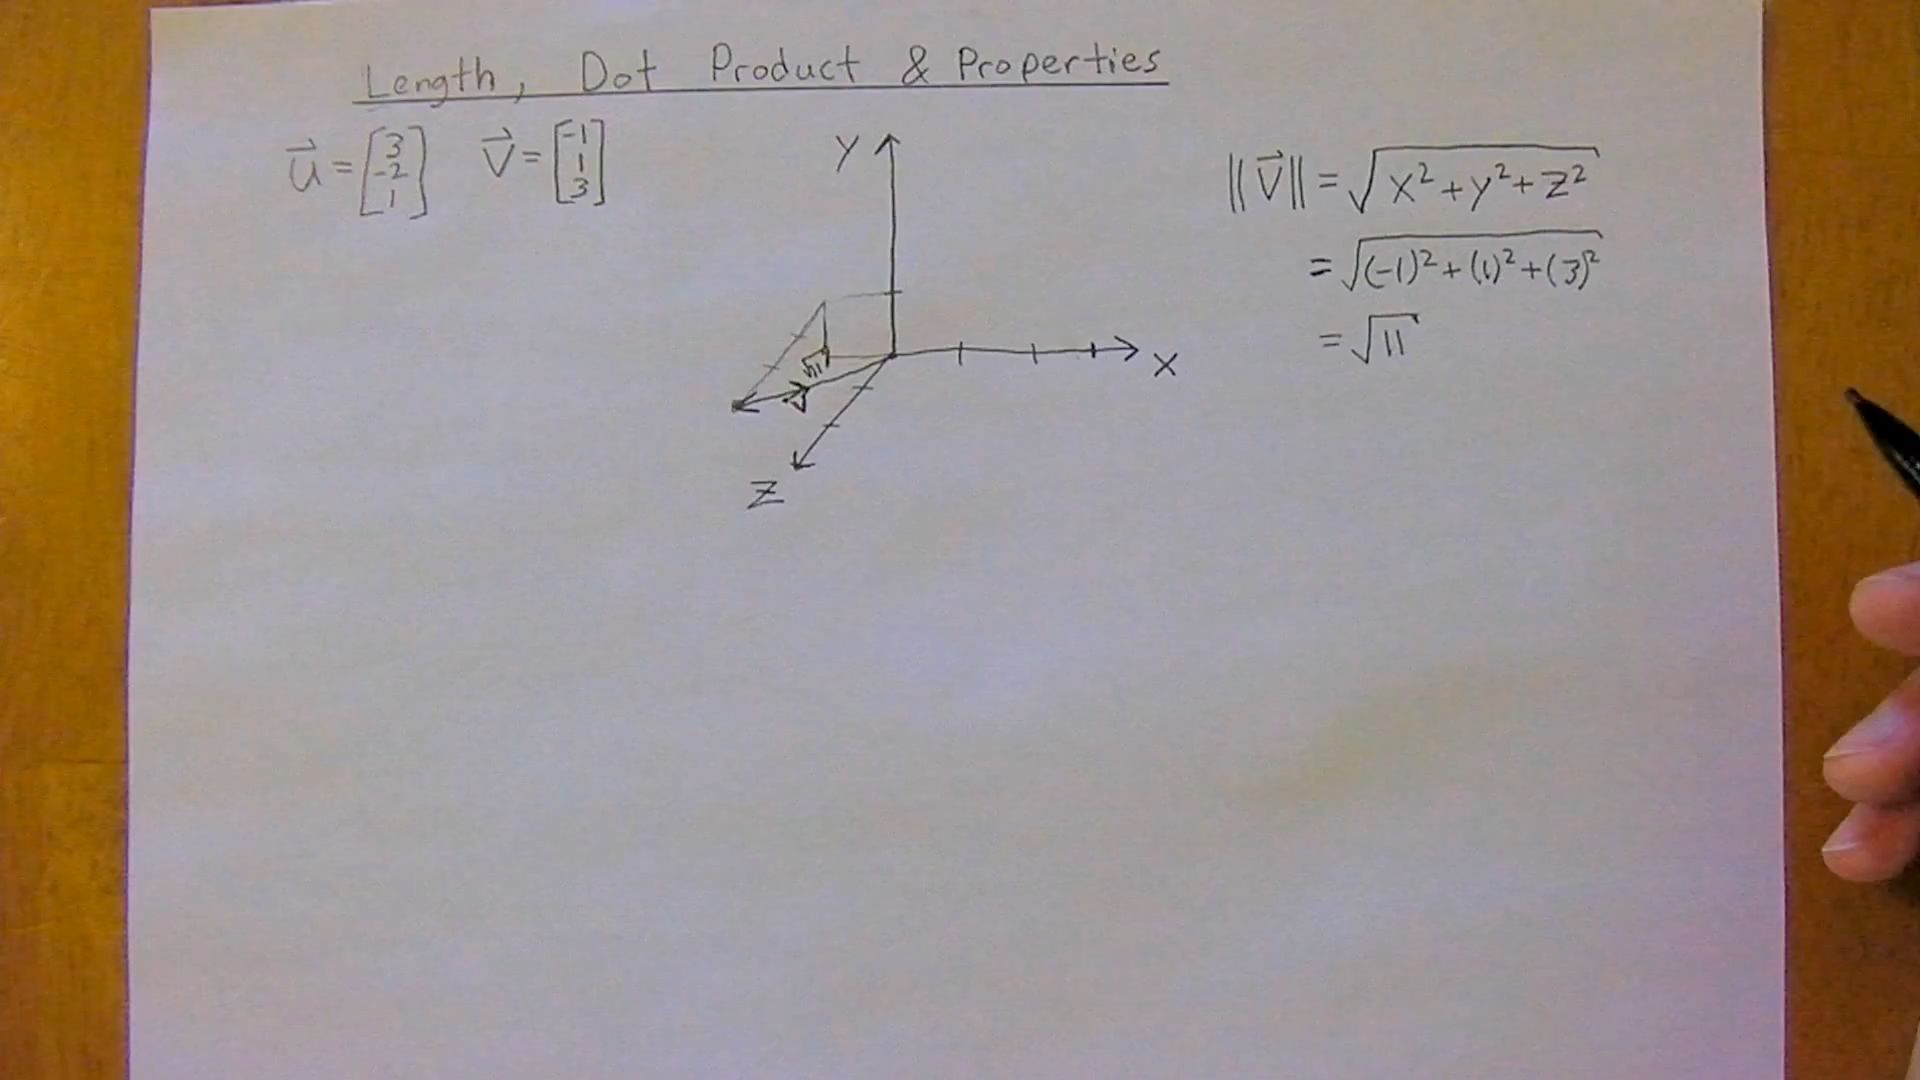 Length, Dot Product & Properties
u⃗ = [3 -2 1] v⃗ = [-1 1 3]
Y
X
Z
√11
v⃗
||v⃗|| = √(x² + y² + z²)
= √((-1)² + (1)² + (3)²)
= √11